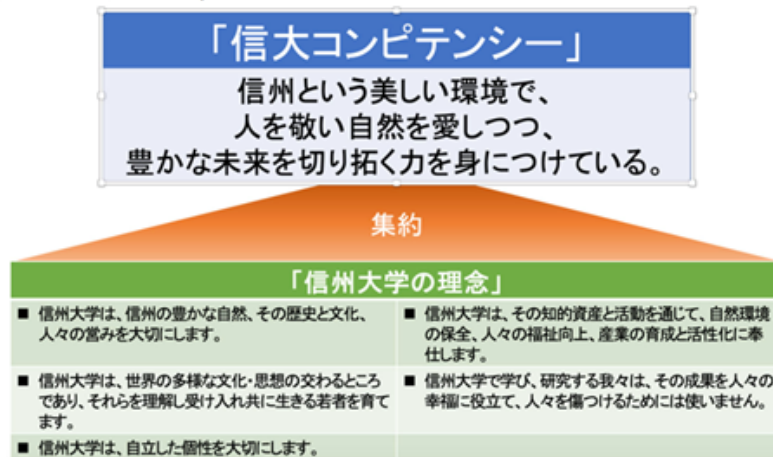 「信大コンピテンシー」
信州という美しい環境で、
人を敬い自然を愛しつつ、
豊かな未来を切り拓く力を身につけている。
集約
「信州大学の理念」
■ 信州大学は、信州の豊かな自然、その歴史と文化、
人々の営みを大切にします。
■ 信州大学は、その知的資産と活動を通じて、自然環境
の保全、人々の福祉向上、産業の育成と活性化に奉
仕します。
■ 信州大学は、世界の多様な文化・思想の交わるところ
であり、それらを理解し受け入れ共に生きる若者を育て
ます。
■ 信州大学で学び、研究する我々は、その成果を人々の
幸福に役立て、人々を傷つけるためには使いません。
■ 信州大学は、自立した個性を大切にします。